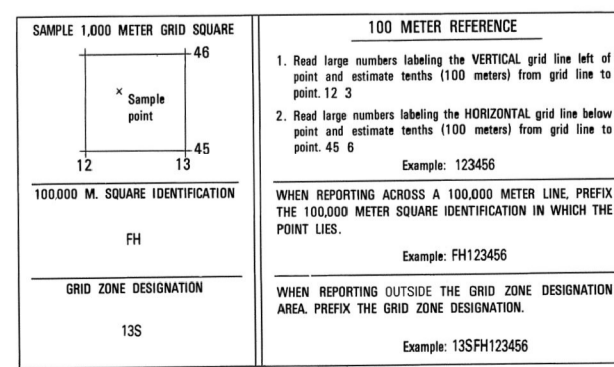 SAMPLE 1,000 METER GRID SQUARE
46
x Sample
point
45
12 13
100,000 M. SQUARE IDENTIFICATION
FH
GRID ZONE DESIGNATION
13S
100 METER REFERENCE
1. Read large numbers labeling the VERTICAL grid line left of
point and estimate tenths (100 meters) from grid line to
point. 12 3
2. Read large numbers labeling the HORIZONTAL grid line below
point and estimate tenths (100 meters) from grid line to
point. 45 6
Example: 123456
WHEN REPORTING ACROSS A 100,000 METER LINE, PREFIX
THE 100,000 METER SQUARE IDENTIFICATION IN WHICH THE
POINT LIES.
Example: FH123456
WHEN REPORTING OUTSIDE THE GRID ZONE DESIGNATION
AREA. PREFIX THE GRID ZONE DESIGNATION.
Example: 13SFH123456